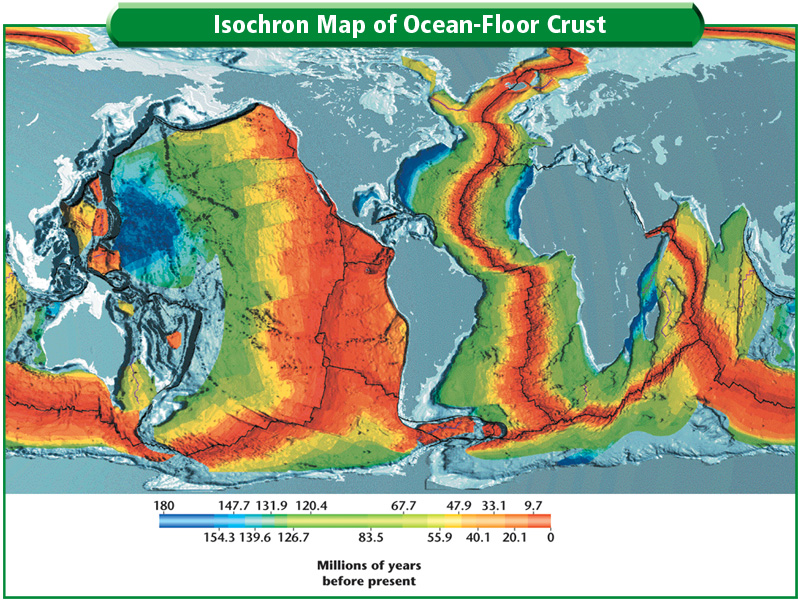 Isochron Map of Ocean-Floor Crust
180 147.7 131.9 120.4 67.7 47.9 33.1 9.7
154.3 139.6 126.7 83.5 55.9 40.1 20.1 0
Millions of years
before present